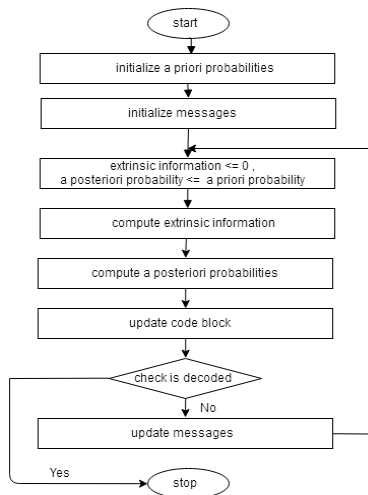 start
initialize a priori probabilities
initialize messages
extrinsic information <= 0 ,
a posteriori probability <= a priori probability
compute extrinsic information
compute a posteriori probabilities
update code block
check is decoded
No
update messages
Yes
stop